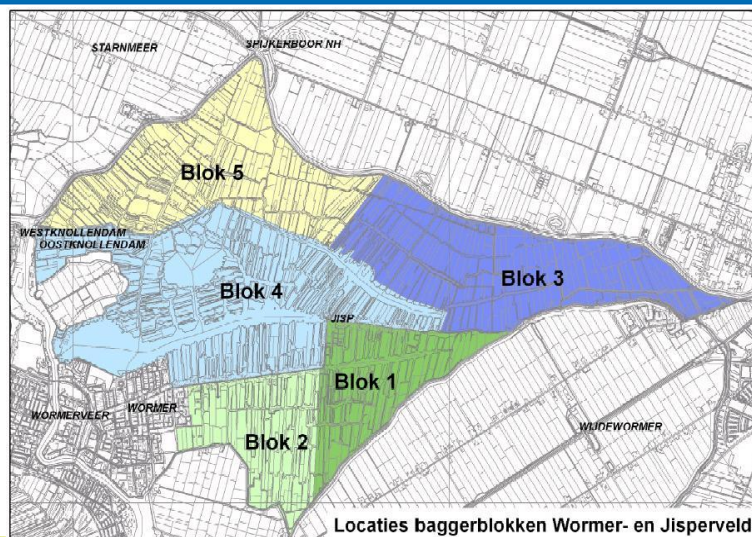 STARNMEER
SPIJKERBOOR NH
Blok 5
WESTKNOLLENDAM
OOSTKNOLLENDAM
Blok 3
Blok 4
JISP
Blok 1
WORMER
WORMERVEER
WIJDEWORMER
Blok 2
Locaties baggerblokken Wormer- en Jisperveld